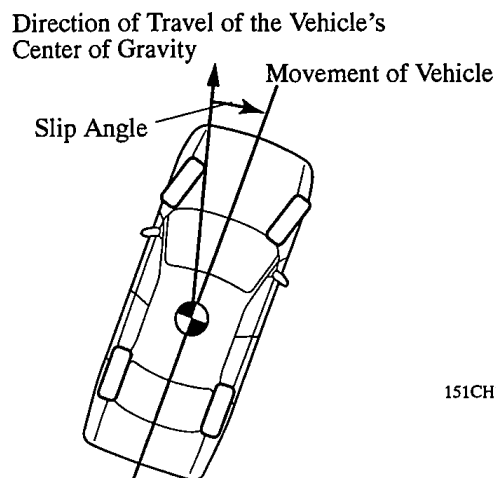 Direction of Travel of the Vehicle's
Center of Gravity
Movement of Vehicle
Slip Angle
151CH